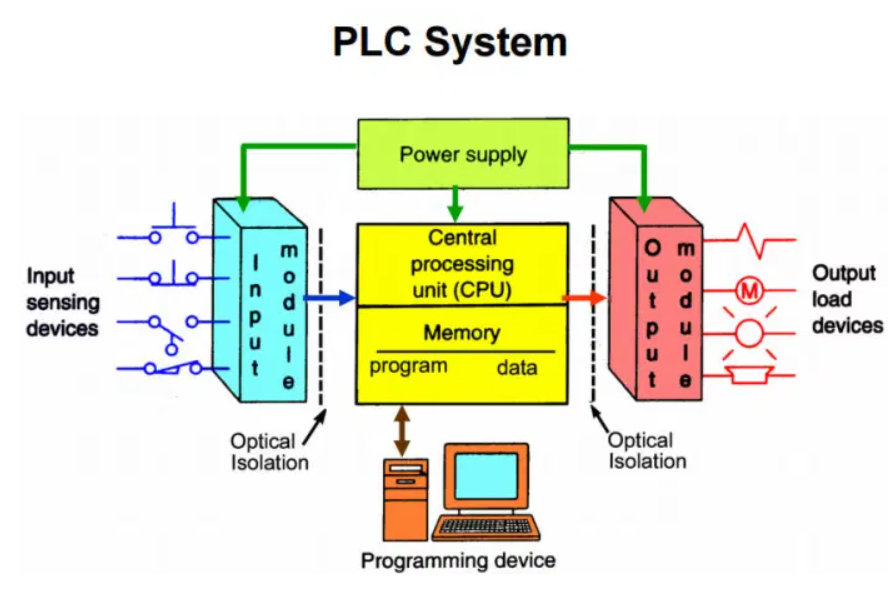 PLC System
Power supply
Input
sensing
devices
Input
module
Central
processing
unit (CPU)
Memory
program data
Output
module
M
Output
load
devices
Optical
Isolation
Optical
Isolation
Programming device